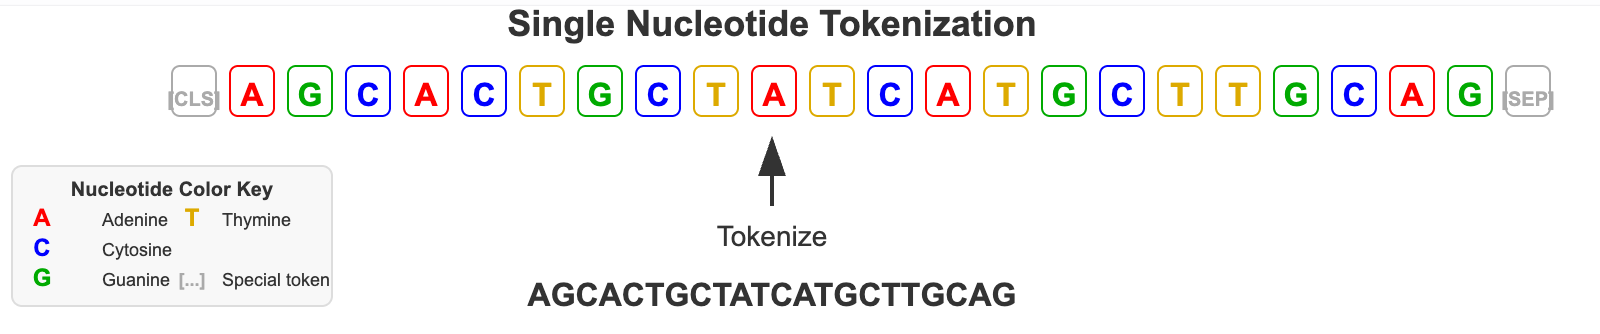 Single Nucleotide Tokenization
[CLS] A G C A C T G C T A T C A T G C T T G C A G [SEP]
Nucleotide Color Key
A Adenine T Thymine
C Cytosine
G Guanine [...] Special token
Tokenize
AGCACTGCTATCATGCTTGCAG